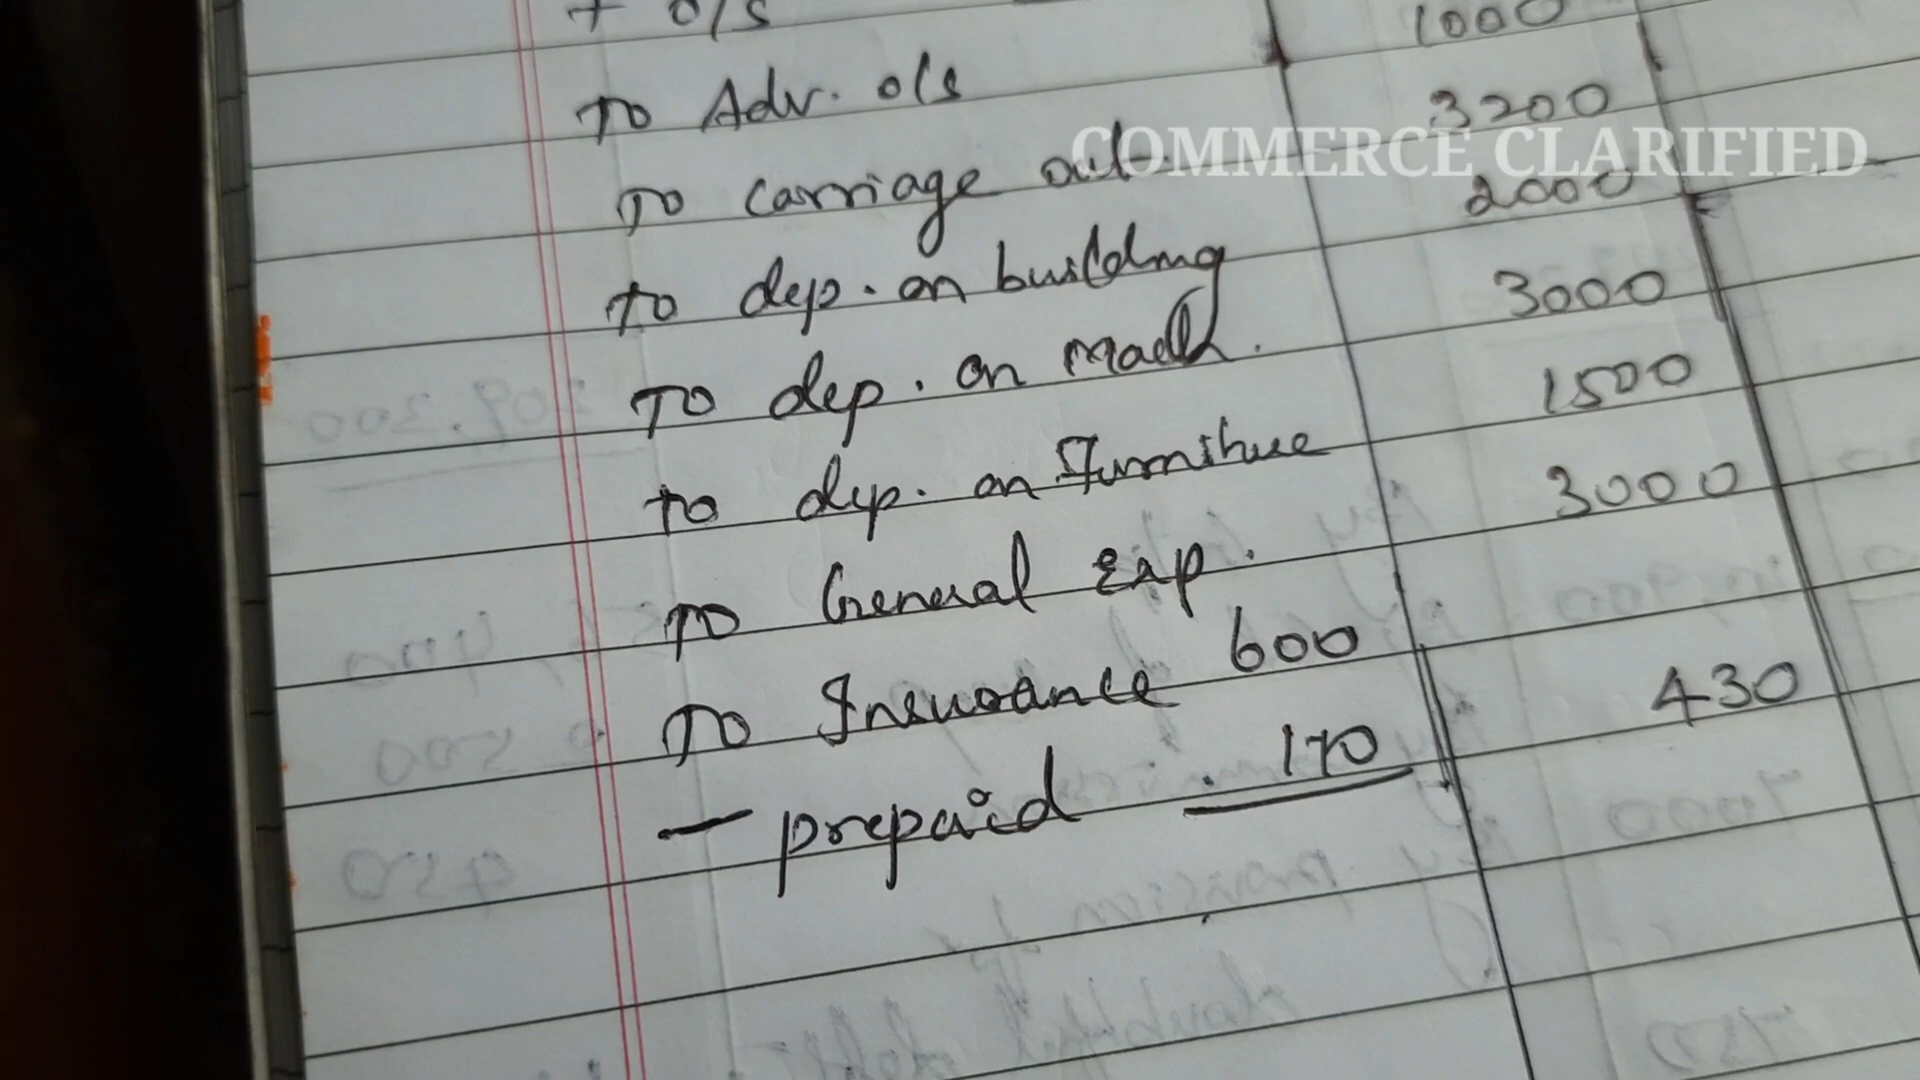 + o/s
To Adv. o/s 1000
To carriage out. 3200
COMMERCE CLARIFIED
To dep. on building 2000
To dep. on Mach. 3000
To dep. on Furniture 1500
To General Exp. 3000
To Insurance 600
— prepaid 170 430